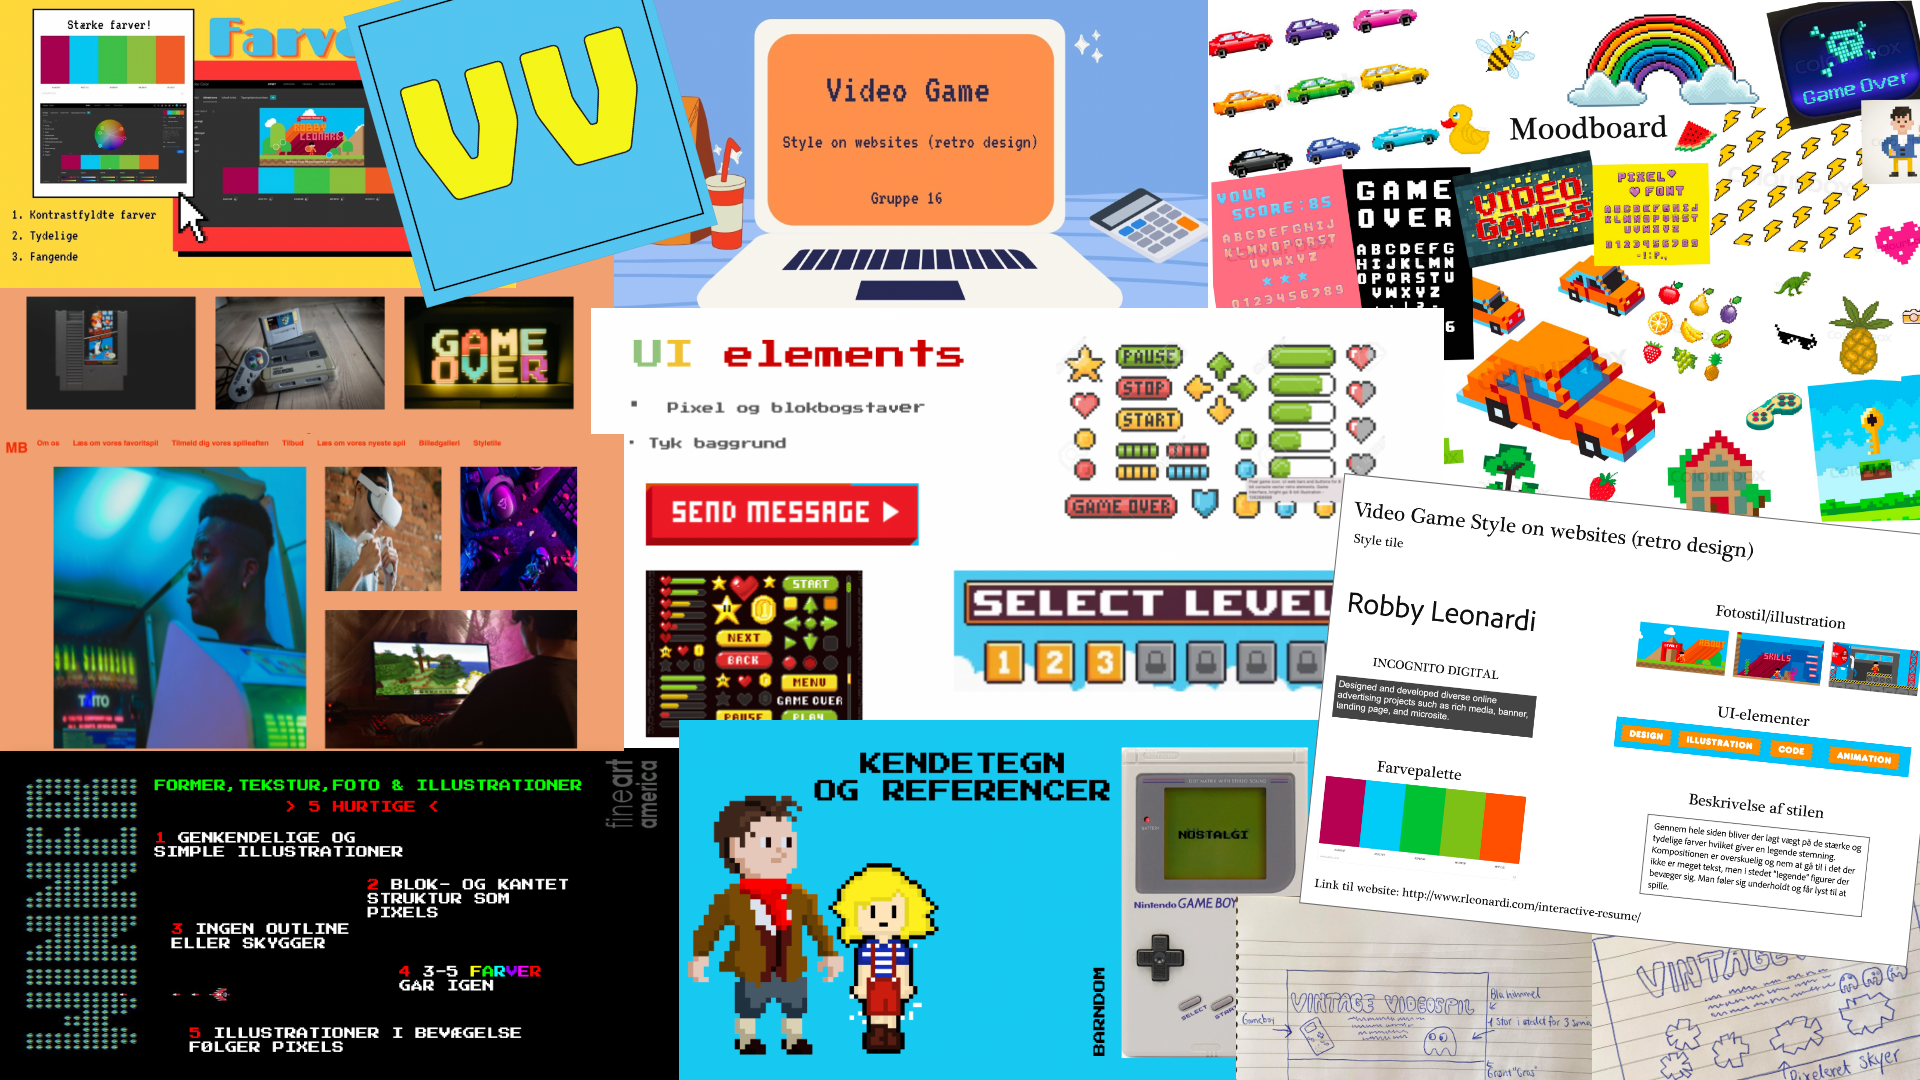 Stærke farver!
Farve
1. Kontrastfyldte farver
2. Tydelige
3. Fangende
VV
Video Game
Style on websites (retro design)
Gruppe 16
Moodboard
Game Over
YOUR
SCORE:85
ABCDEFGHIJ
KLMNOPQRST
UVWXYZ
0123456789
GAME
OVER
ABCDEFG
HIJKLMN
OPQRSTU
VWXYZ
VIDEO
GAMES
PIXEL
FONT
ABCDEFGHIJ
KLMNOPQRST
UVWXYZ
0123456789
GAME
OVER
MB
Om os
Læs om vores favoritspil
Tilmeld dig vores spilleaften
Tilbud
Læs om vores nyeste spil
Billedgalleri
Styletile
UI elements
Pixel og blokbogstaver
Tyk baggrund
PAUSE
STOP
START
GAME OVER
SEND MESSAGE
START
NEXT
BACK
MENU
GAME OVER
PAUSE
PLAY
SELECT LEVEL
1 2 3
TAITO
FORMER,TEKSTUR,FOTO & ILLUSTRATIONER
> 5 HURTIGE <
1 GENKENDELIGE OG
SIMPLE ILLUSTRATIONER
2 BLOK- OG KANTET
STRUKTUR SOM
PIXELS
3 INGEN OUTLINE
ELLER SKYGGER
4 3-5 FARVER
GÅR IGEN
5 ILLUSTRATIONER I BEVÆGELSE
FØLGER PIXELS
fineart
america
KENDETEGN
OG REFERENCER
BARNDOM
NOSTALGI
Nintendo GAME BOY
SELECT
START
Video Game Style on websites (retro design)
Style tile
Robby Leonardi
INCOGNITO DIGITAL
Designed and developed diverse online
advertising projects such as rich media, banner,
landing page, and microsite.
Farvepalette
Link til website: http://www.rleonardi.com/interactive-resume/
Fotostil/illustration
SKILLS
UI-elementer
DESIGN
ILLUSTRATION
CODE
ANIMATION
Beskrivelse af stilen
Gennem hele siden bliver der lagt vægt på de stærke og
tydelige farver hvilket giver en legende stemning.
Kompositionen er overskuelig og nem at gå til i det der
ikke er meget tekst, men i stedet "legende" figurer der
bevæger sig. Man føler sig underholdt og får lyst til at
spille.
VINTAGE VIDEOSPIL
Gameboy
Blå himmel
1 stor i stedet for 3 små
Grønt "Græs"
VINTAGE
Pixeleret skyer